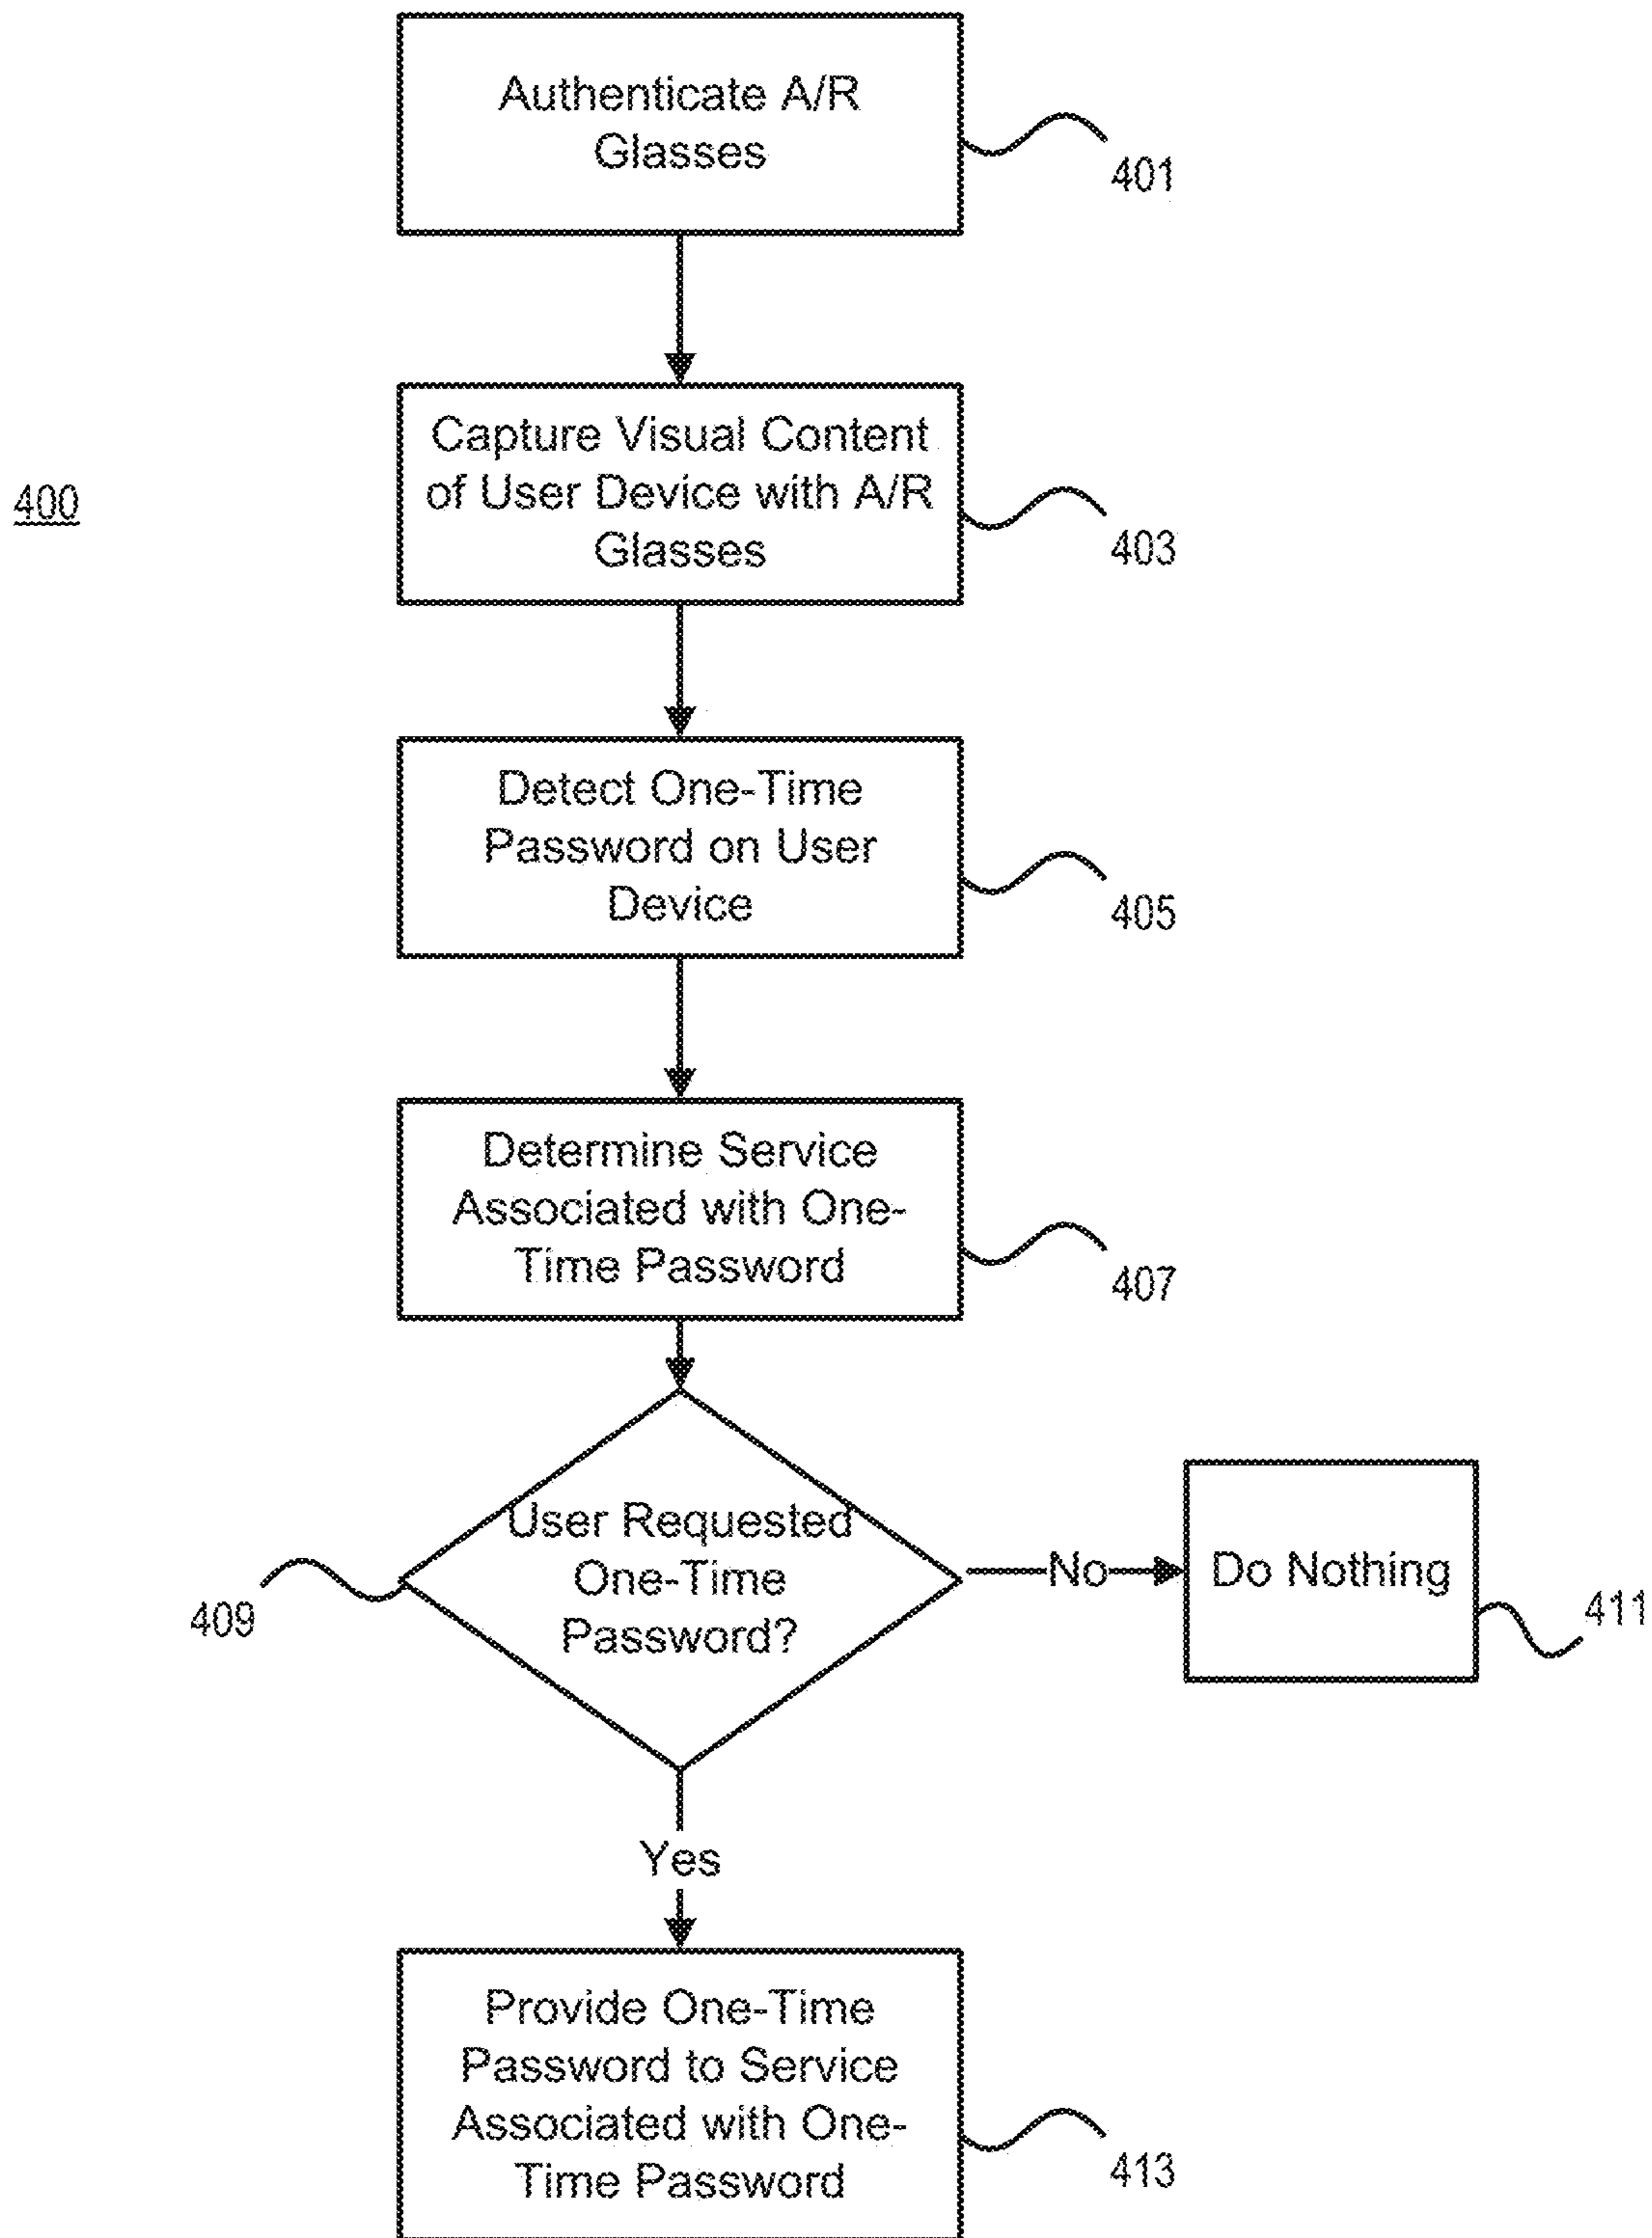 Authenticate A/R
Glasses
401
Capture Visual Content
of User Device with A/R
Glasses
400
403
Detect One-Time
Password on User
Device
405
Determine Service
Associated with One-
Time Password
407
User Requested
One-Time
Password?
409
No
Do Nothing
411
Yes
Provide One-Time
Password to Service
Associated with One-
Time Password
413